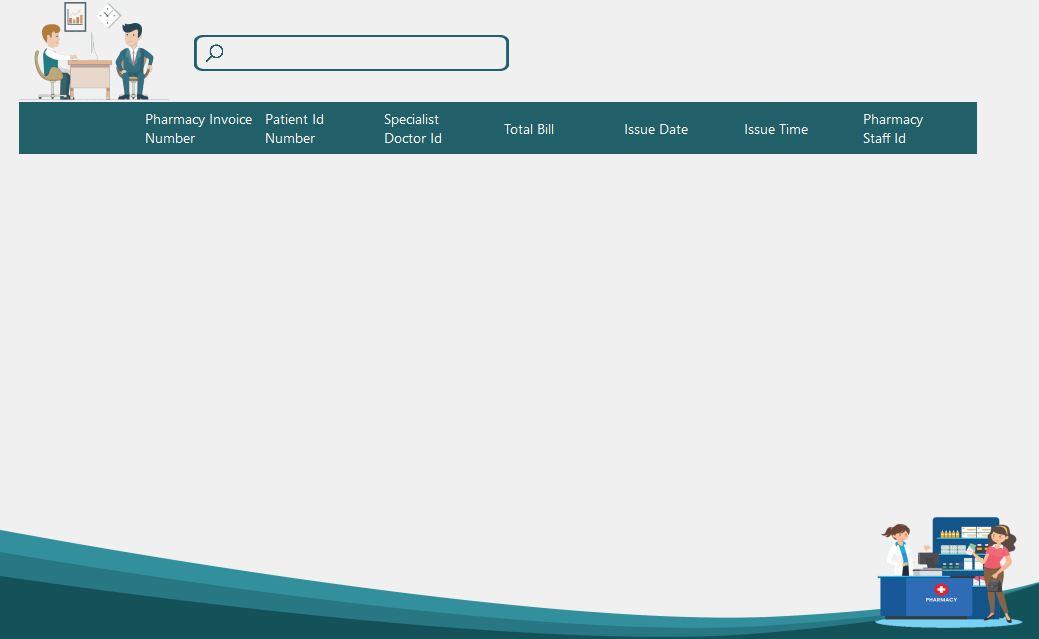 Pharmacy Invoice
Number
Patient Id
Number
Specialist
Doctor Id
Total Bill
Issue Date
Issue Time
Pharmacy
Staff Id
PHARMACY